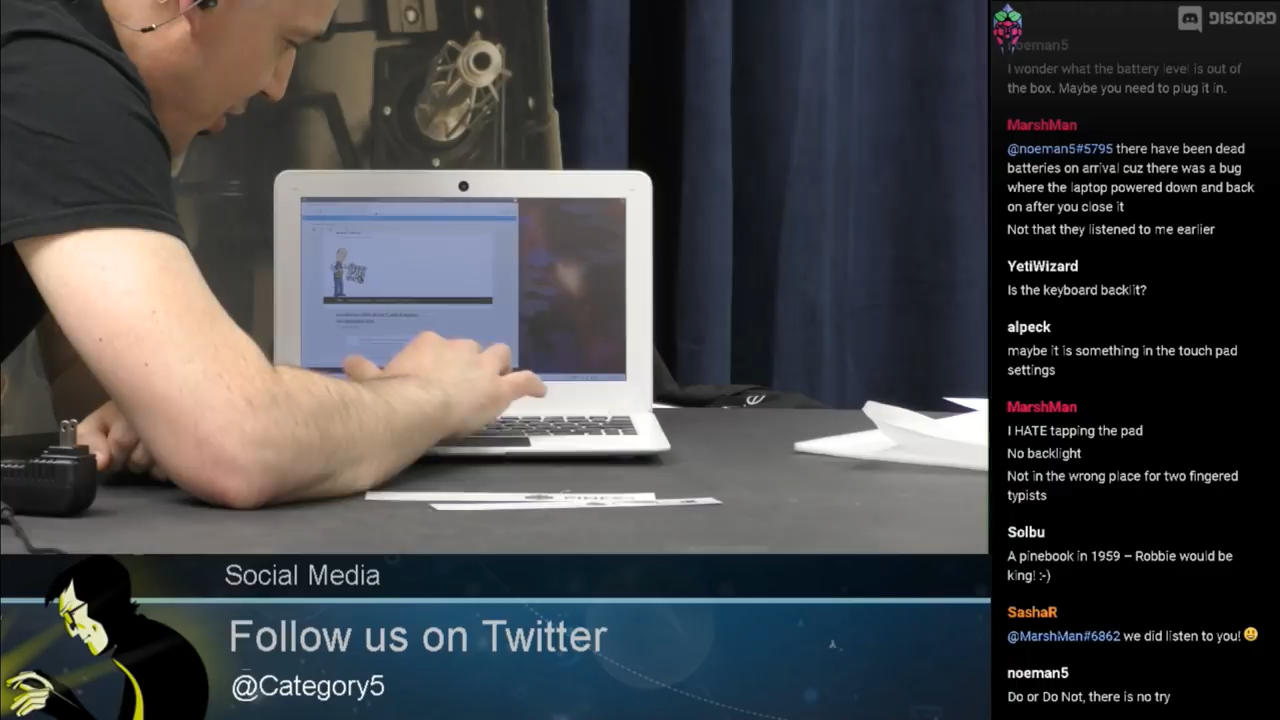 DISCORD
noeman5
I wonder what the battery level is out of
the box. Maybe you need to plug it in.
MarshMan
@noeman5#5795 there have been dead
batteries on arrival cuz there was a bug
where the laptop powered down and back
on after you close it
Not that they listened to me earlier
YetiWizard
Is the keyboard backlit?
alpeck
maybe it is something in the touch pad
settings
MarshMan
I HATE tapping the pad
No backlight
Not in the wrong place for two fingered
typists
Solbu
A pinebook in 1959 – Robbie would be
king! :-)
SashaR
@MarshMan#6862 we did listen to you!
noeman5
Do or Do Not, there is no try
Social Media
Follow us on Twitter
@Category5